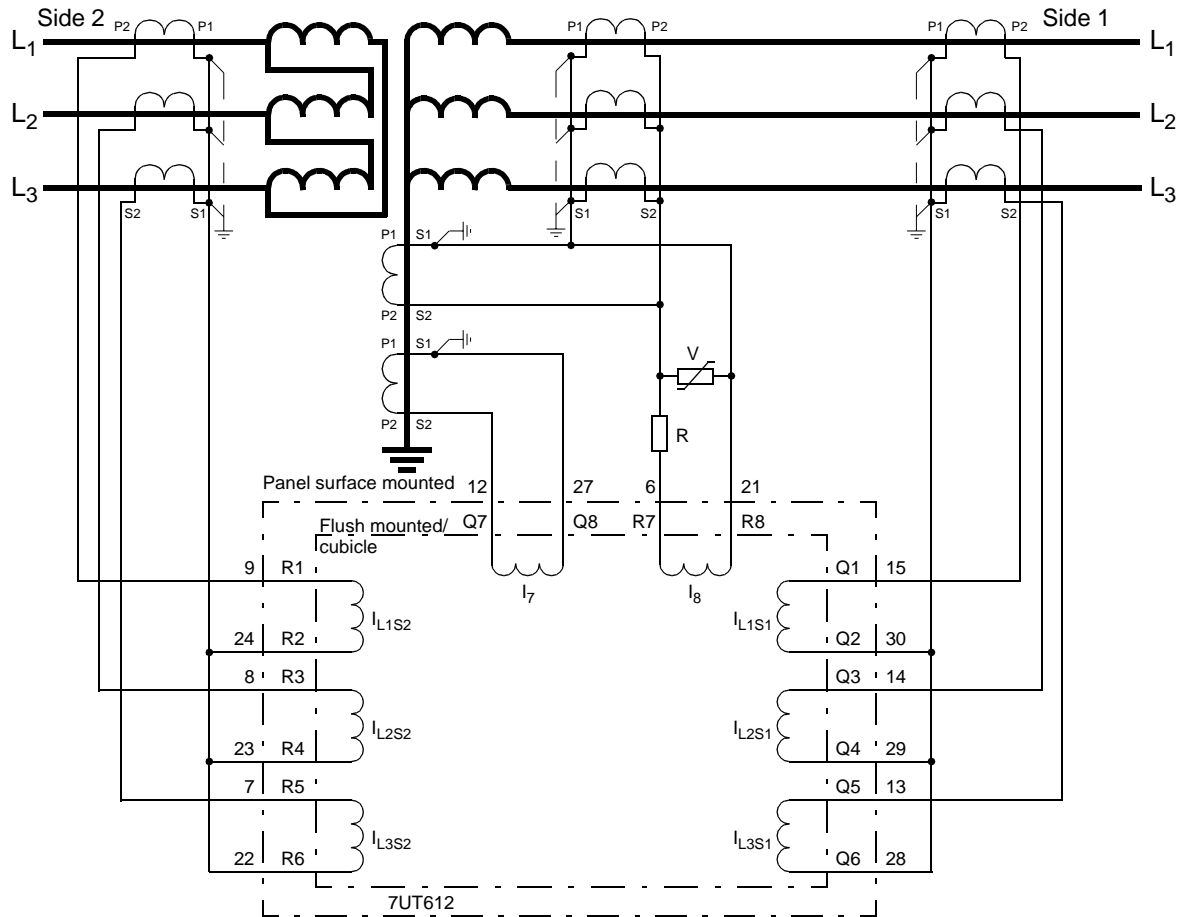 Side 2 P2 P1 P1 P2 P1 P2 Side 1
L1 L1
L2 L2
L3 L3
S2 S1 S1 S2 S1 S2
P1 S1
P2 S2
P1 S1 V
P2 S2 R
Panel surface mounted 12 27 6 21
Flush mounted/ Q7 Q8 R7 R8
cubicle
9 R1 I7 I8 Q1 15
IL1S2 IL1S1
24 R2 Q2 30
8 R3 Q3 14
IL2S2 IL2S1
23 R4 Q4 29
7 R5 Q5 13
IL3S2 IL3S1
22 R6 Q6 28
7UT612